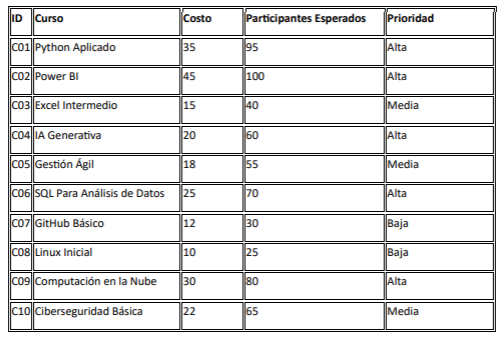 ID Curso Costo Participantes Esperados Prioridad
C01 Python Aplicado 35 95 Alta
C02 Power BI 45 100 Alta
C03 Excel Intermedio 15 40 Media
C04 IA Generativa 20 60 Alta
C05 Gestión Ágil 18 55 Media
C06 SQL Para Análisis de Datos 25 70 Alta
C07 GitHub Básico 12 30 Baja
C08 Linux Inicial 10 25 Baja
C09 Computación en la Nube 30 80 Alta
C10 Ciberseguridad Básica 22 65 Media